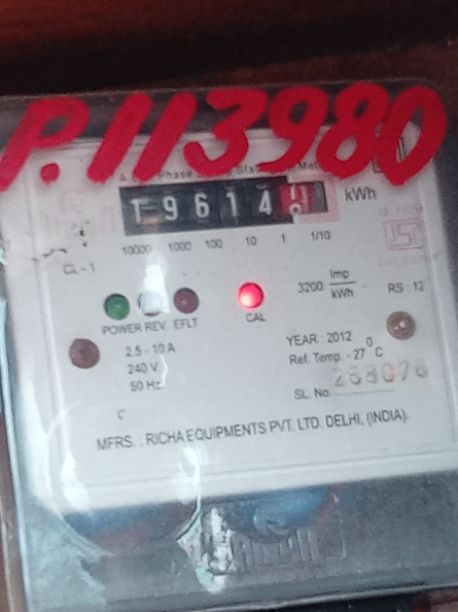 P.113980
Phase
kWh
19614
10000 1000 100 10 1 1/10
CL - 1
3200 Imp/kWh
RS : 12
POWER REV. EFLT
CAL
2.5 - 10 A
240 V
50 Hz
YEAR : 2012
Ref. Temp. - 27 °C
SL. No.
C
MFRS. : RICHA EQUIPMENTS PVT. LTD. DELHI, (INDIA).